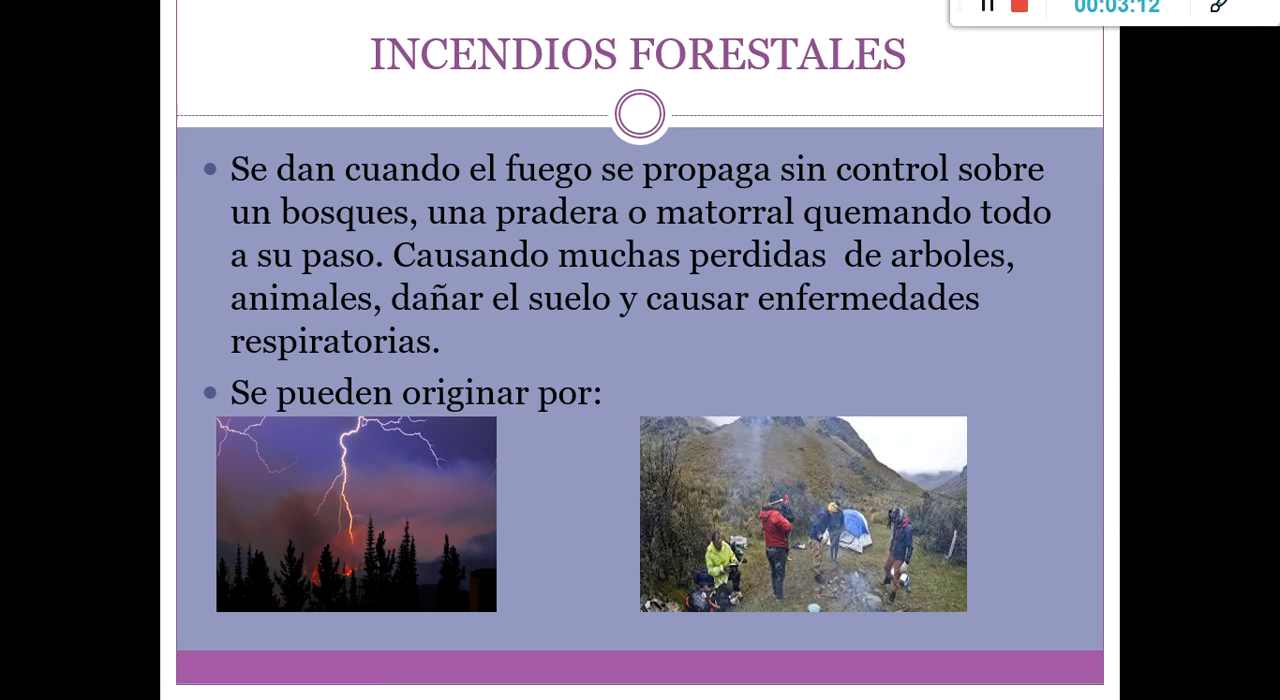 00:03:12
INCENDIOS FORESTALES
Se dan cuando el fuego se propaga sin control sobre
un bosques, una pradera o matorral quemando todo
a su paso. Causando muchas perdidas  de arboles,
animales, dañar el suelo y causar enfermedades
respiratorias.
Se pueden originar por: